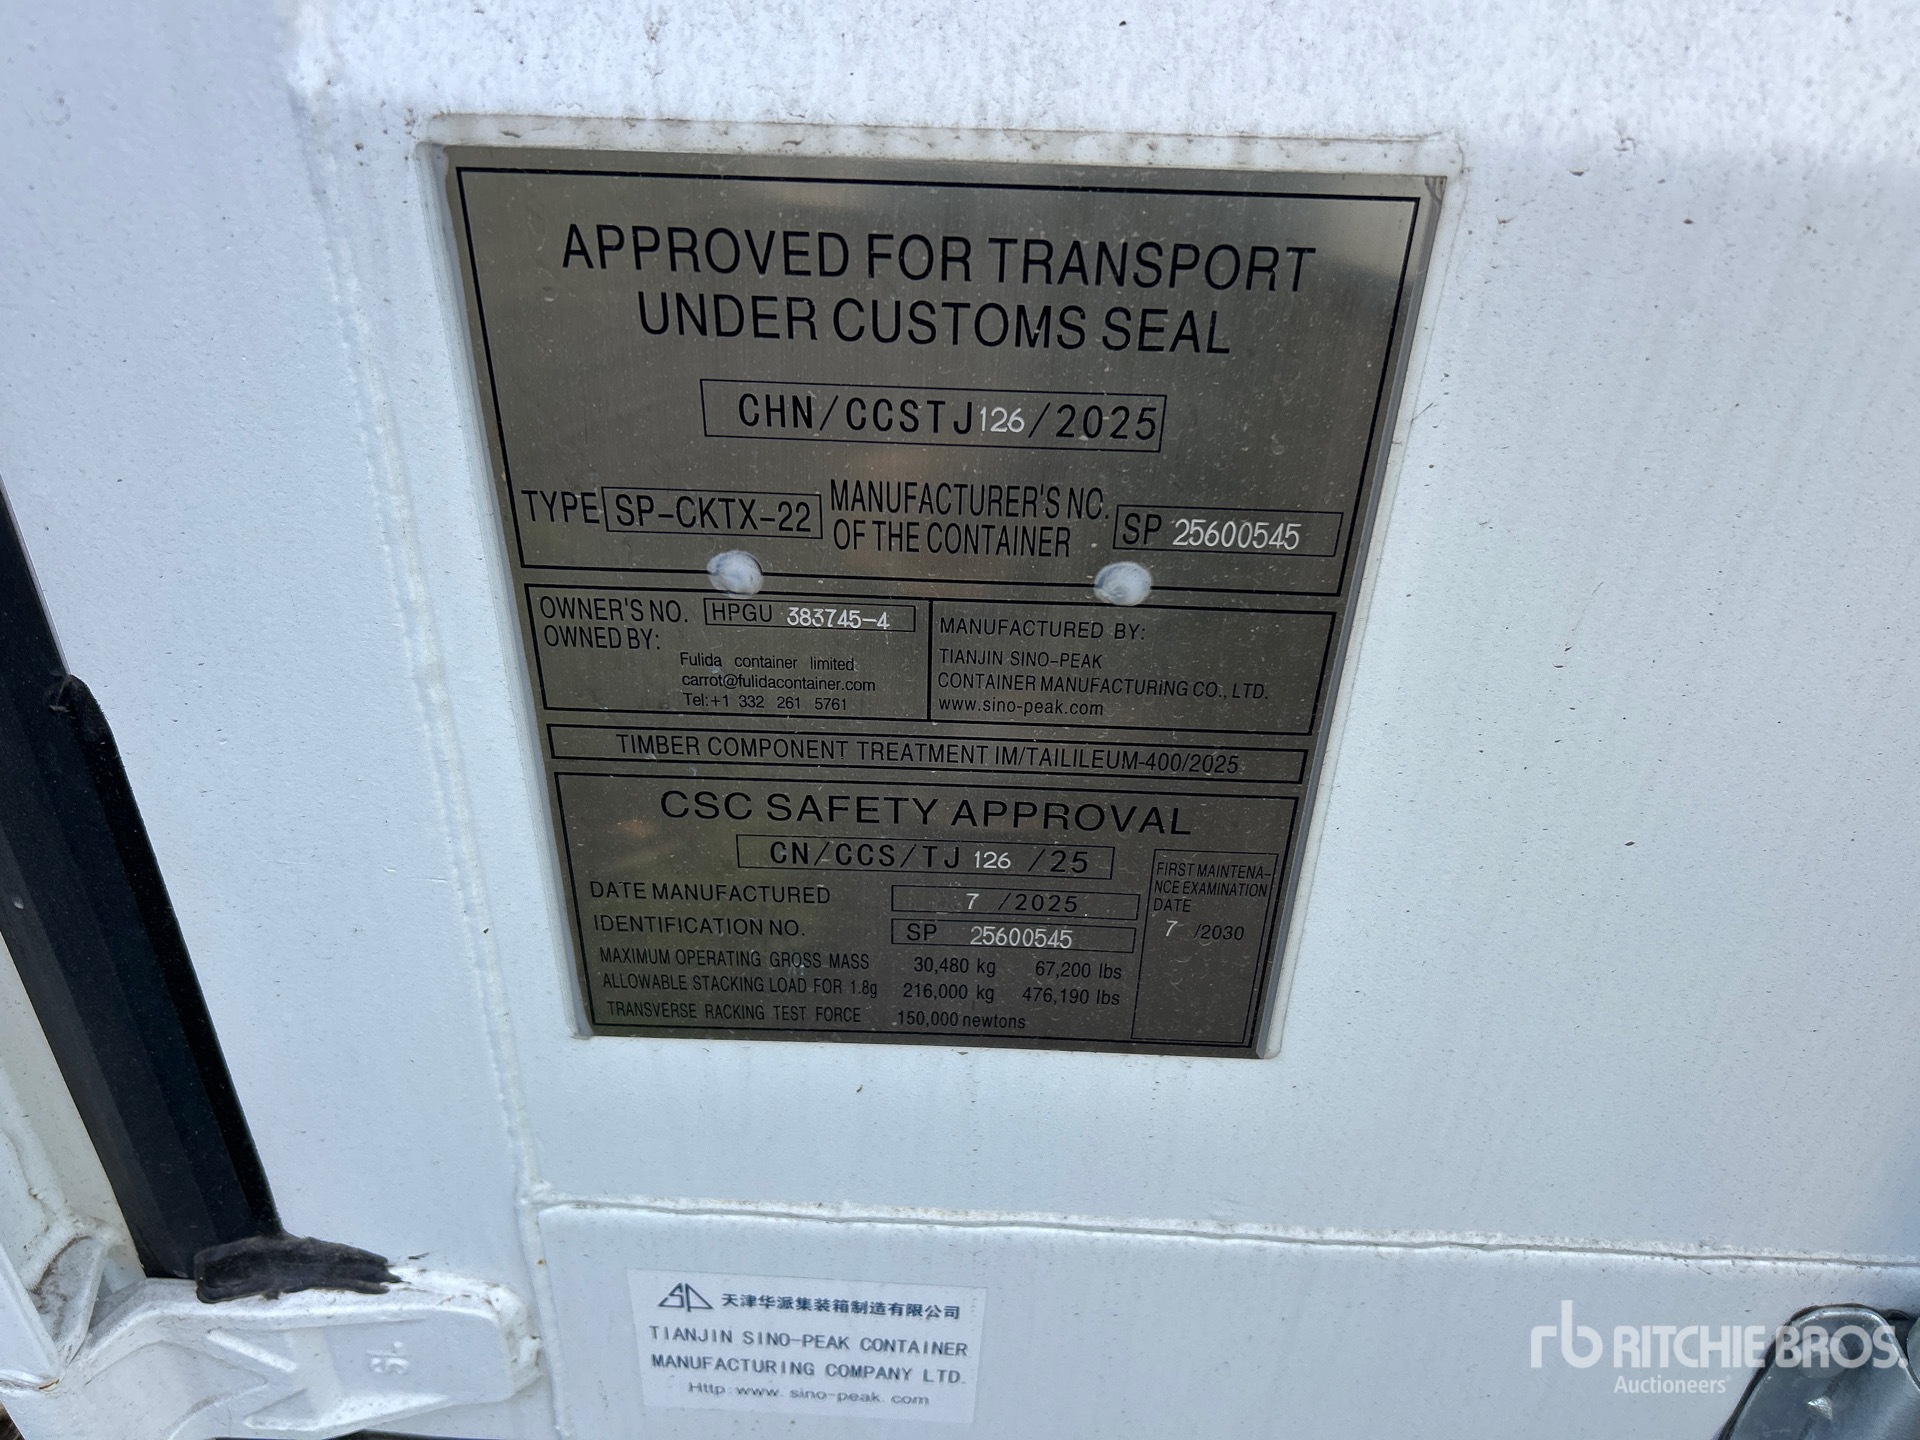 APPROVED FOR TRANSPORT
UNDER CUSTOMS SEAL
CHN/CCSTJ126/2025
TYPE SP-CKTX-22 MANUFACTURER'S NO.
OF THE CONTAINER SP 25600545
OWNER'S NO. HPGU 383745-4
OWNED BY:
Fulida container limited
carrot@fulidacontainer.com
Tel:+1 332 261 5761
MANUFACTURED BY:
TIANJIN SINO-PEAK
CONTAINER MANUFACTURING CO., LTD.
www.sino-peak.com
TIMBER COMPONENT TREATMENT IM/TAILILEUM-400/2025
CSC SAFETY APPROVAL
CN/CCS/TJ 126 /25
DATE MANUFACTURED 7 /2025
IDENTIFICATION NO. SP 25600545
MAXIMUM OPERATING GROSS MASS 30,480 kg 67,200 lbs
ALLOWABLE STACKING LOAD FOR 1.8g 216,000 kg 476,190 lbs
TRANSVERSE RACKING TEST FORCE 150,000 newtons
FIRST MAINTENA-
NCE EXAMINATION
DATE
7 /2030
天津华派集装箱制造有限公司
TIANJIN SINO-PEAK CONTAINER
MANUFACTURING COMPANY LTD.
Http:www.sino-peak.com
rb RITCHIE BROS.
Auctioneers